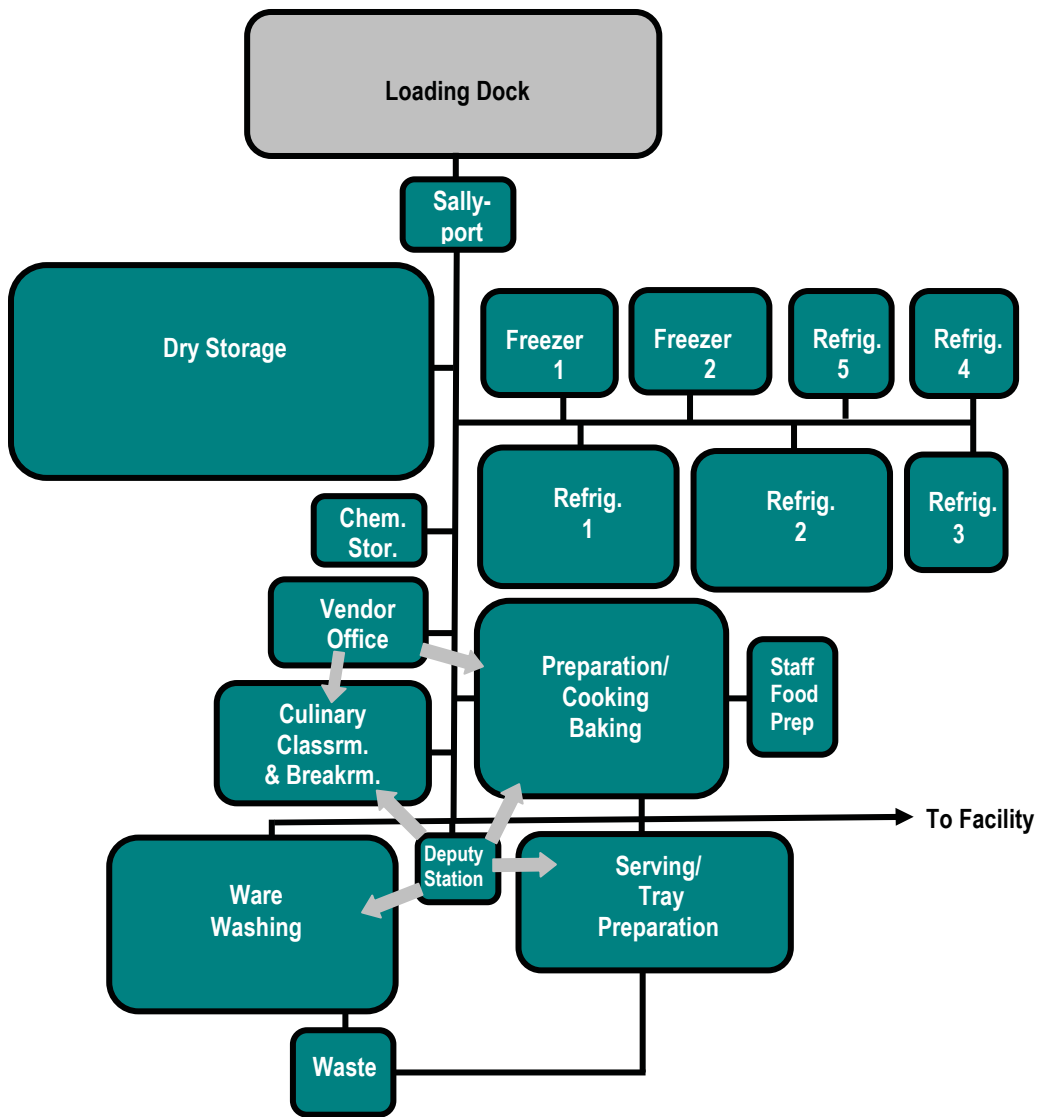 Loading Dock
Sally-
port
Dry Storage
Freezer
1
Freezer
2
Refrig.
5
Refrig.
4
Refrig.
1
Refrig.
2
Refrig.
3
Chem.
Stor.
Vendor
Office
Preparation/
Cooking
Baking
Staff
Food
Prep
Culinary
Classrm.
& Breakrm.
To Facility
Deputy
Station
Ware
Washing
Serving/
Tray
Preparation
Waste